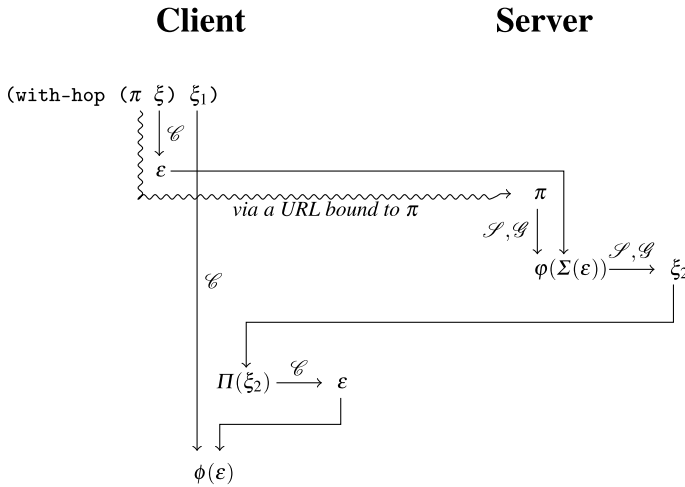 Client Server
(with-hop (π ξ) ξ₁)
𝒞
ε
π
via a URL bound to π
𝒮,𝒢
𝒮,𝒢
φ(Σ(ε)) ξ₂
𝒞
𝒞
Π(ξ₂) ε
ϕ(ε)